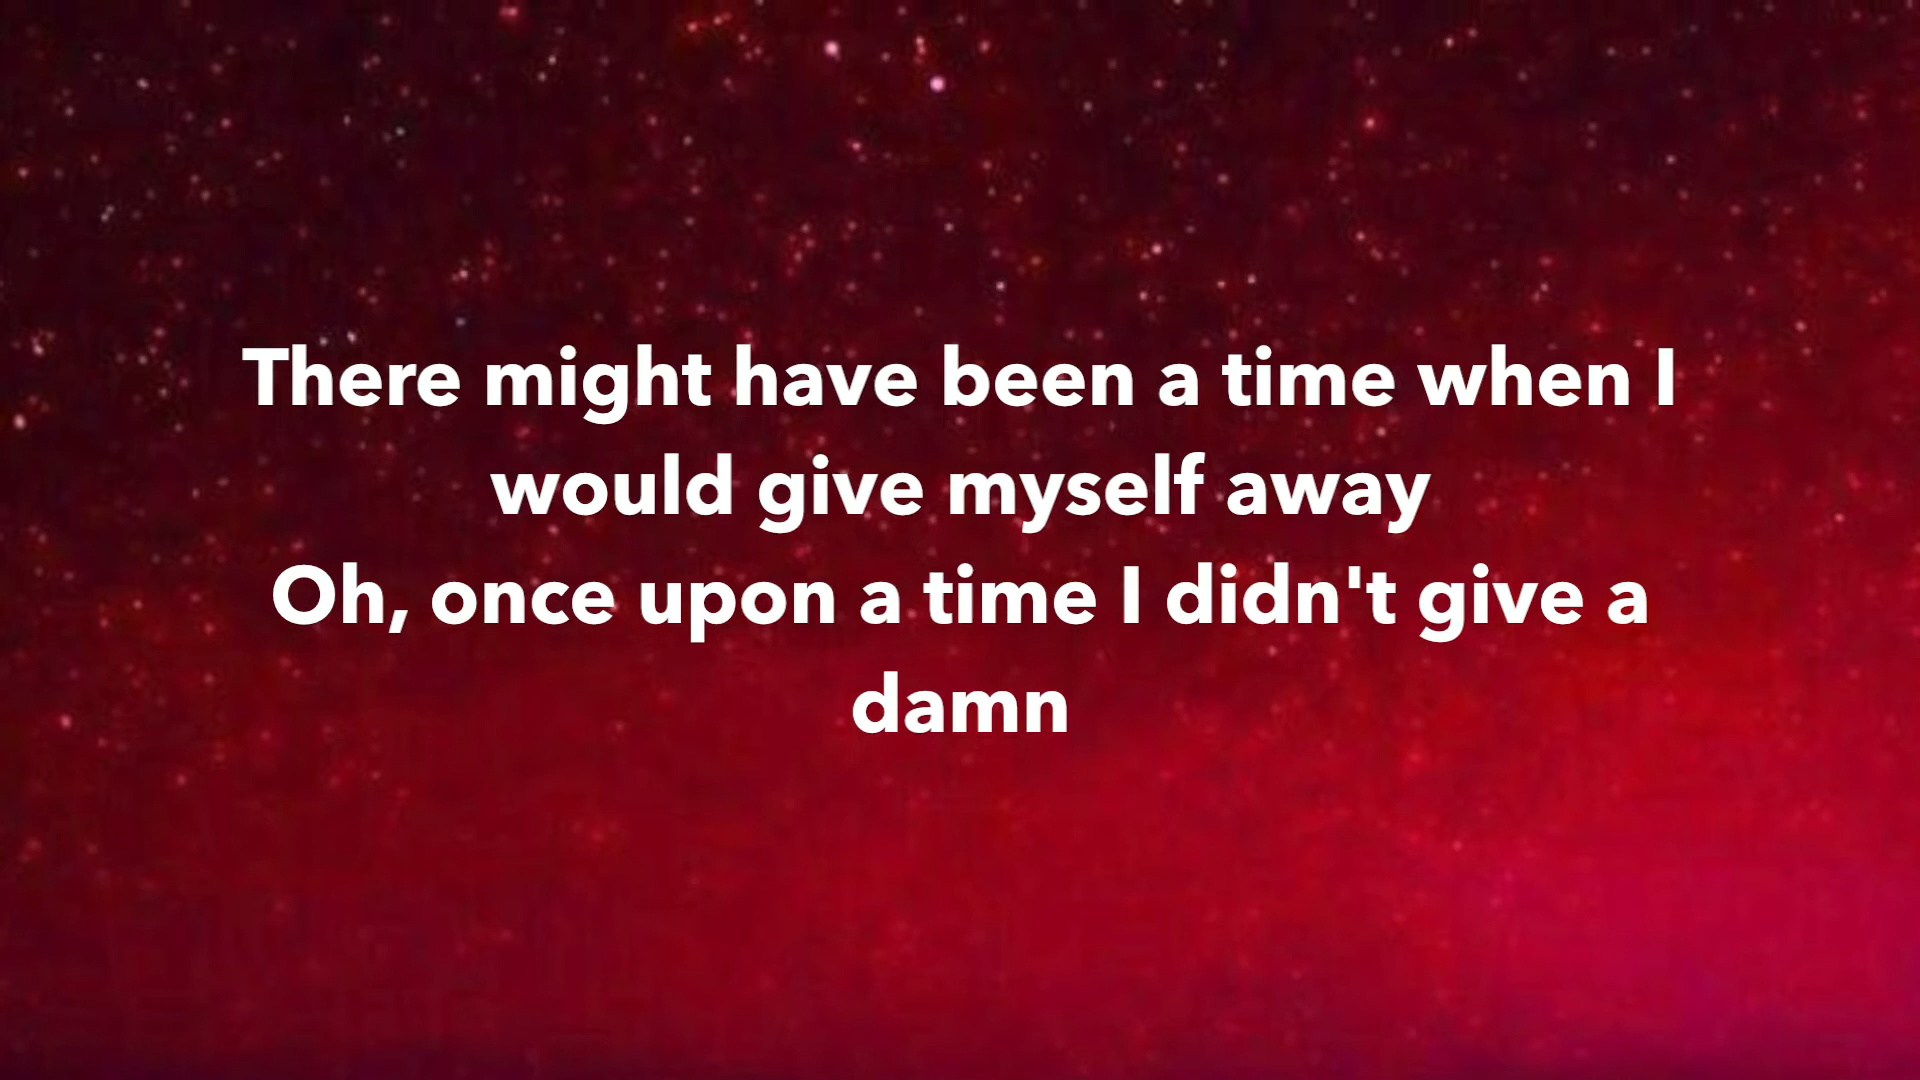 There might have been a time when I
would give myself away
Oh, once upon a time I didn't give a
damn